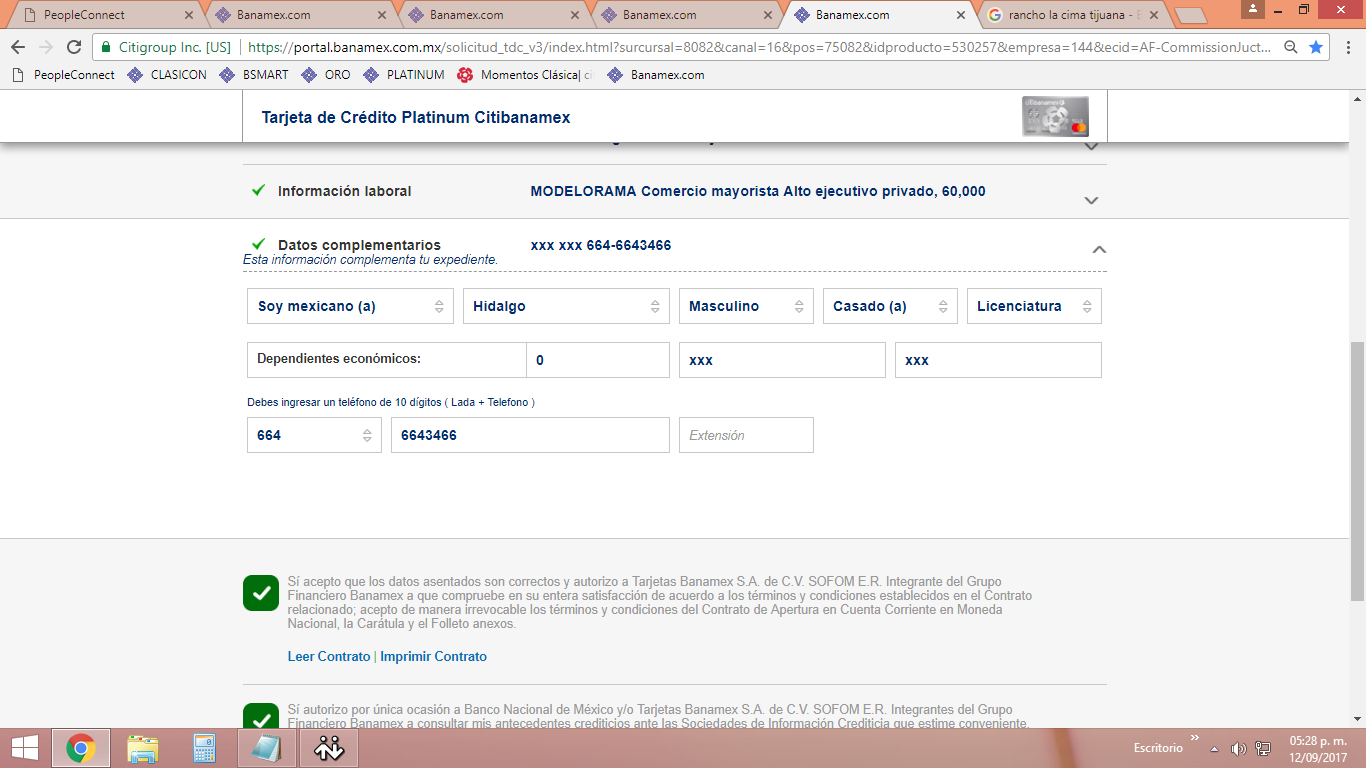 PeopleConnect
Banamex.com
Banamex.com
Banamex.com
Banamex.com
rancho la cima tijuana -
Citigroup Inc. [US]
https://portal.banamex.com.mx/solicitud_tdc_v3/index.html?sursucal=8082&canal=16&pos=75082&idproducto=530257&empresa=144&ecid=AF-CommissionJuct...
PeopleConnect
CLASICON
BSMART
ORO
PLATINUM
Momentos Clásica| ci
Banamex.com
Tarjeta de Crédito Platinum Citibanamex
citibanamex
Información laboral
MODELORAMA Comercio mayorista Alto ejecutivo privado, 60,000
Datos complementarios
xxx xxx 664-6643466
Esta información complementa tu expediente.
Soy mexicano (a)
Hidalgo
Masculino
Casado (a)
Licenciatura
Dependientes económicos:
0
xxx
xxx
Debes ingresar un teléfono de 10 dígitos ( Lada + Telefono )
664
6643466
Extensión
Sí acepto que los datos asentados son correctos y autorizo a Tarjetas Banamex S.A. de C.V. SOFOM E.R. Integrante del Grupo
Financiero Banamex a que compruebe en su entera satisfacción de acuerdo a los términos y condiciones establecidos en el Contrato
relacionado; acepto de manera irrevocable los términos y condiciones del Contrato de Apertura en Cuenta Corriente en Moneda
Nacional, la Carátula y el Folleto anexos.
Leer Contrato | Imprimir Contrato
Sí autorizo por única ocasión a Banco Nacional de México y/o Tarjetas Banamex S.A. de C.V. SOFOM E.R. Integrantes del Grupo
Financiero Banamex a consultar mis antecedentes crediticios ante las Sociedades de Información Crediticia que estime conveniente.
Escritorio
05:28 p. m.
12/09/2017